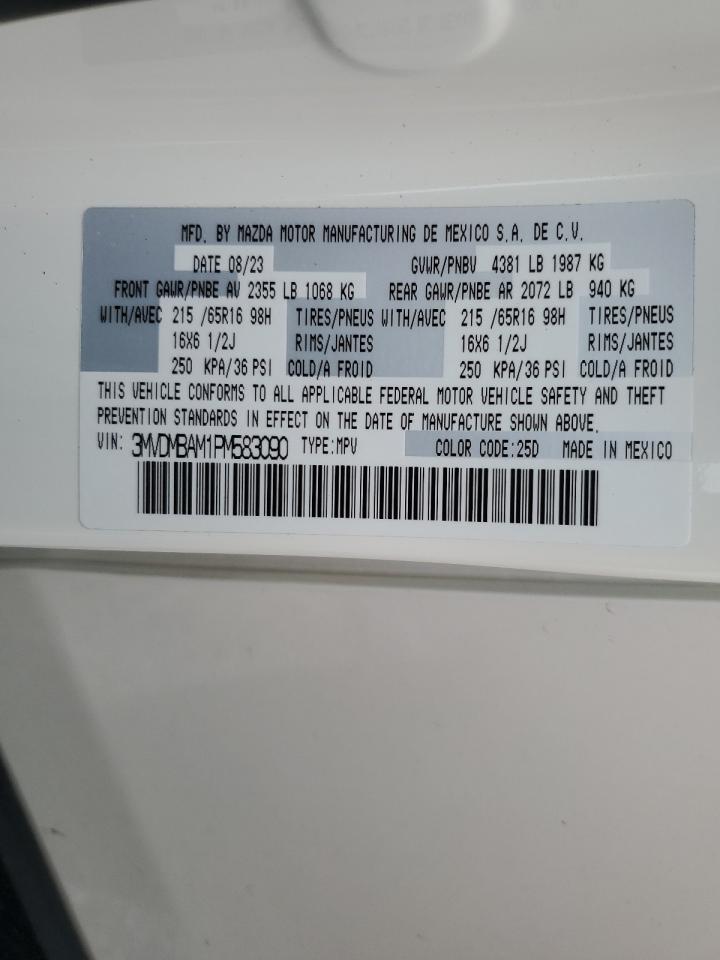 MFD. BY MAZDA MOTOR MANUFACTURING DE MEXICO S.A. DE C.V.
DATE 08/23 GVWR/PNBV 4381 LB 1987 KG
FRONT GAWR/PNBE AV 2355 LB 1068 KG REAR GAWR/PNBE AR 2072 LB 940 KG
WITH/AVEC 215 /65R16 98H TIRES/PNEUS WITH/AVEC 215 /65R16 98H TIRES/PNEUS
16X6 1/2J RIMS/JANTES 16X6 1/2J RIMS/JANTES
250 KPA/36 PSI COLD/A FROID 250 KPA/36 PSI COLD/A FROID
THIS VEHICLE CONFORMS TO ALL APPLICABLE FEDERAL MOTOR VEHICLE SAFETY AND THEFT
PREVENTION STANDARDS IN EFFECT ON THE DATE OF MANUFACTURE SHOWN ABOVE.
VIN: 3MVDMBAM1PM583090 TYPE:MPV COLOR CODE:25D MADE IN MEXICO